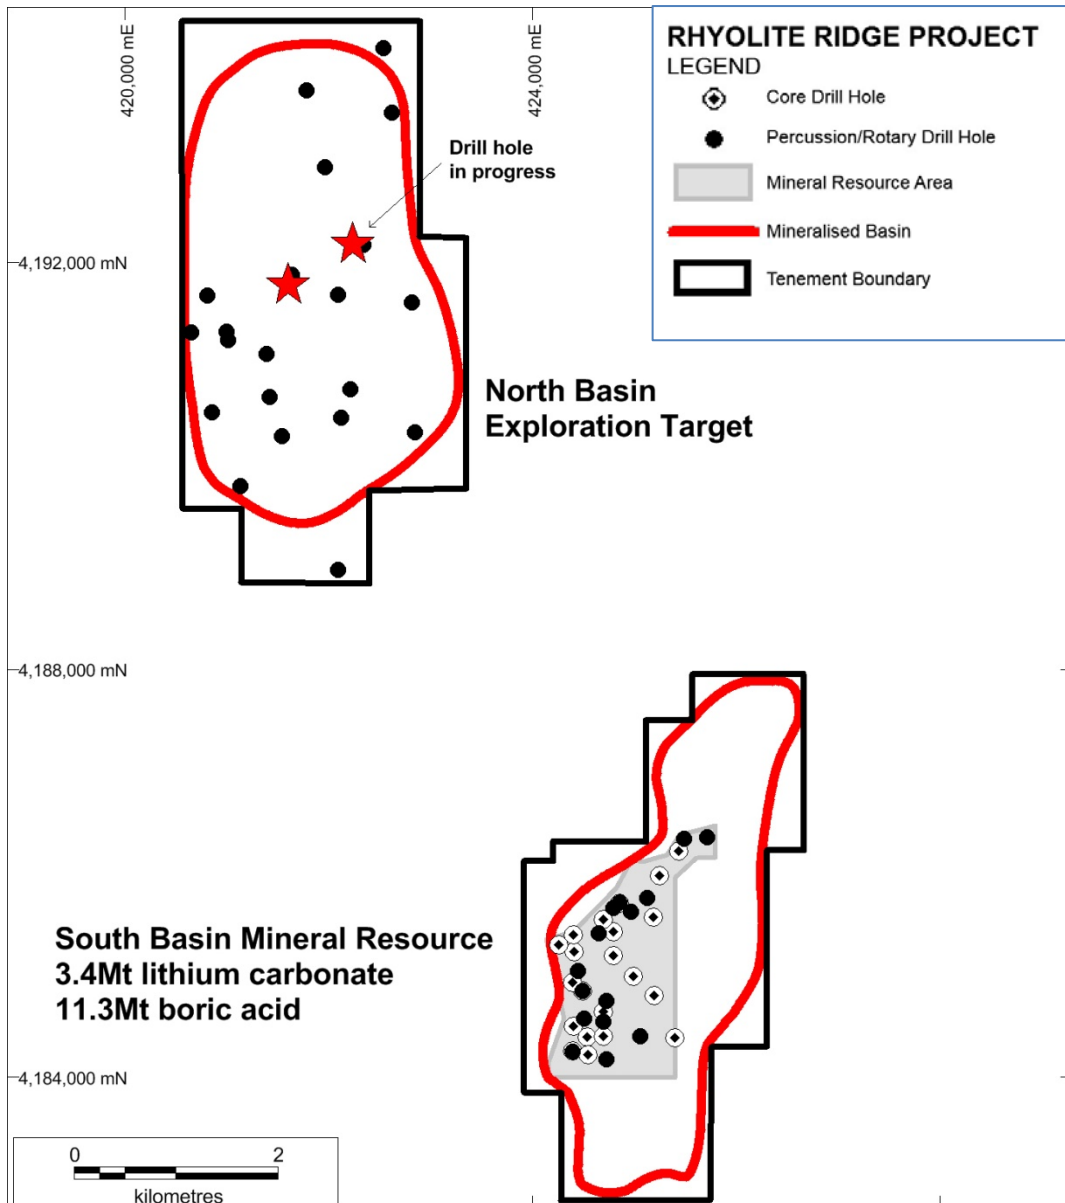 420,000 mE
424,000 mE
RHYOLITE RIDGE PROJECT
LEGEND
Core Drill Hole
Percussion/Rotary Drill Hole
Mineral Resource Area
Mineralised Basin
Tenement Boundary
Drill hole
in progress
4,192,000 mN
North Basin
Exploration Target
4,188,000 mN
South Basin Mineral Resource
3.4Mt lithium carbonate
11.3Mt boric acid
4,184,000 mN
0 2
kilometres